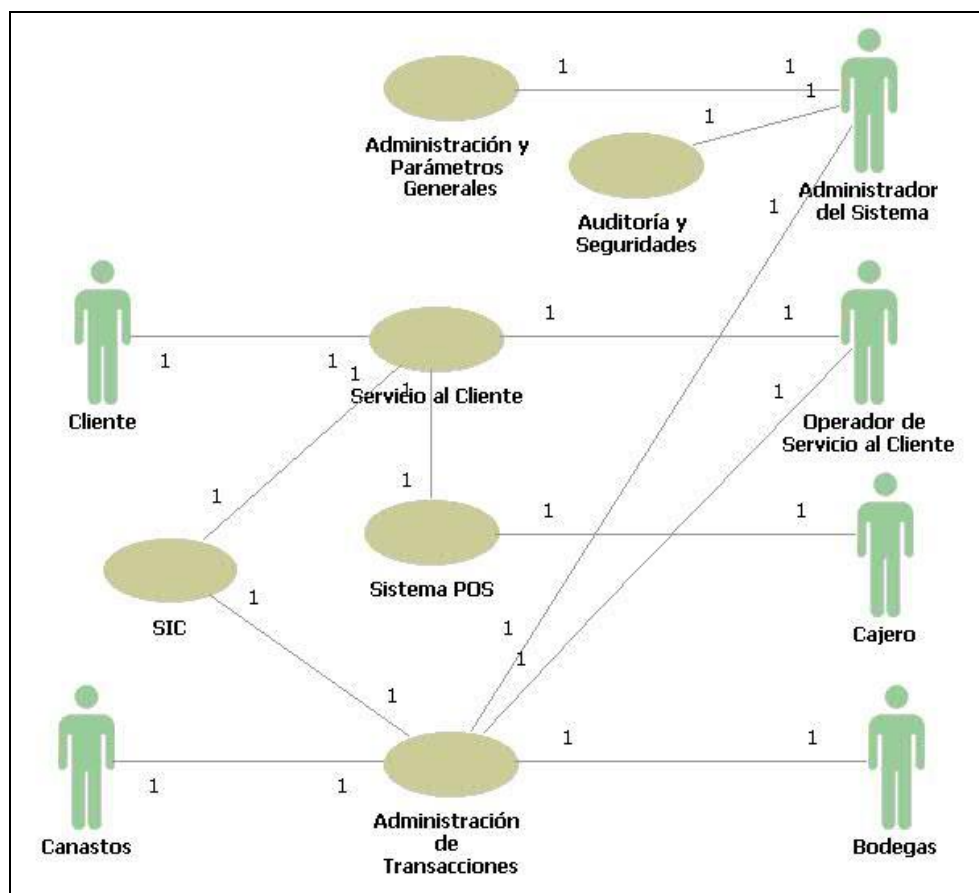 1 1
1
1
Administración y
Parámetros
Generales
Administrador
del Sistema
Auditoría y
Seguridades
1
1 1
1 1
1 1
Servicio al Cliente
1
Cliente
Operador de
Servicio al Cliente
1 1
1 1
Sistema POS
1
SIC
Cajero
1
1
1
1 1
1 1
Canastos
Administración
de
Transacciones
Bodegas